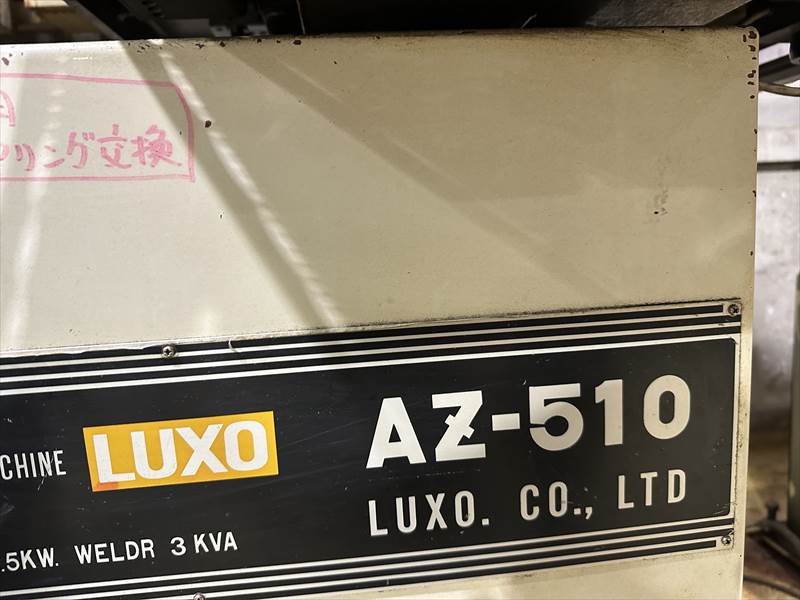 リング交換
CHINE LUXO AZ-510
LUXO. CO., LTD
.5KW. WELDR 3 KVA